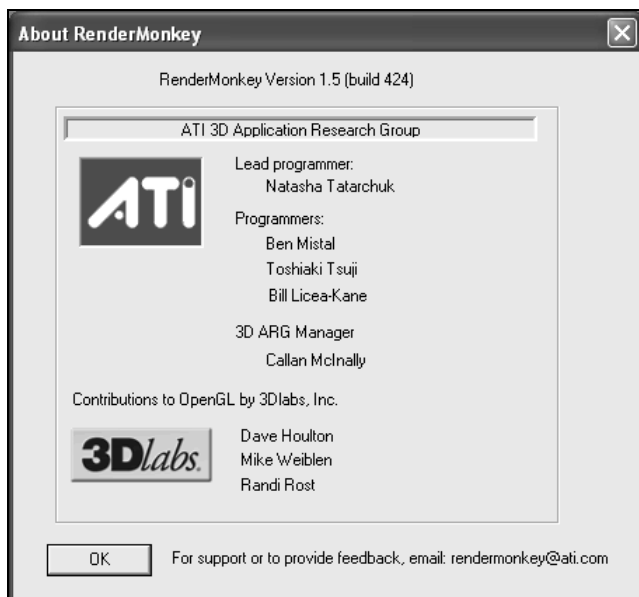 About RenderMonkey
RenderMonkey Version 1.5 (build 424)
ATI 3D Application Research Group
ATI
Lead programmer:
Natasha Tatarchuk
Programmers:
Ben Mistal
Toshiaki Tsuji
Bill Licea-Kane
3D ARG Manager
Callan McInally
Contributions to OpenGL by 3Dlabs, Inc.
3Dlabs.
Dave Houlton
Mike Weiblen
Randi Rost
OK
For support or to provide feedback, email: rendermonkey@ati.com